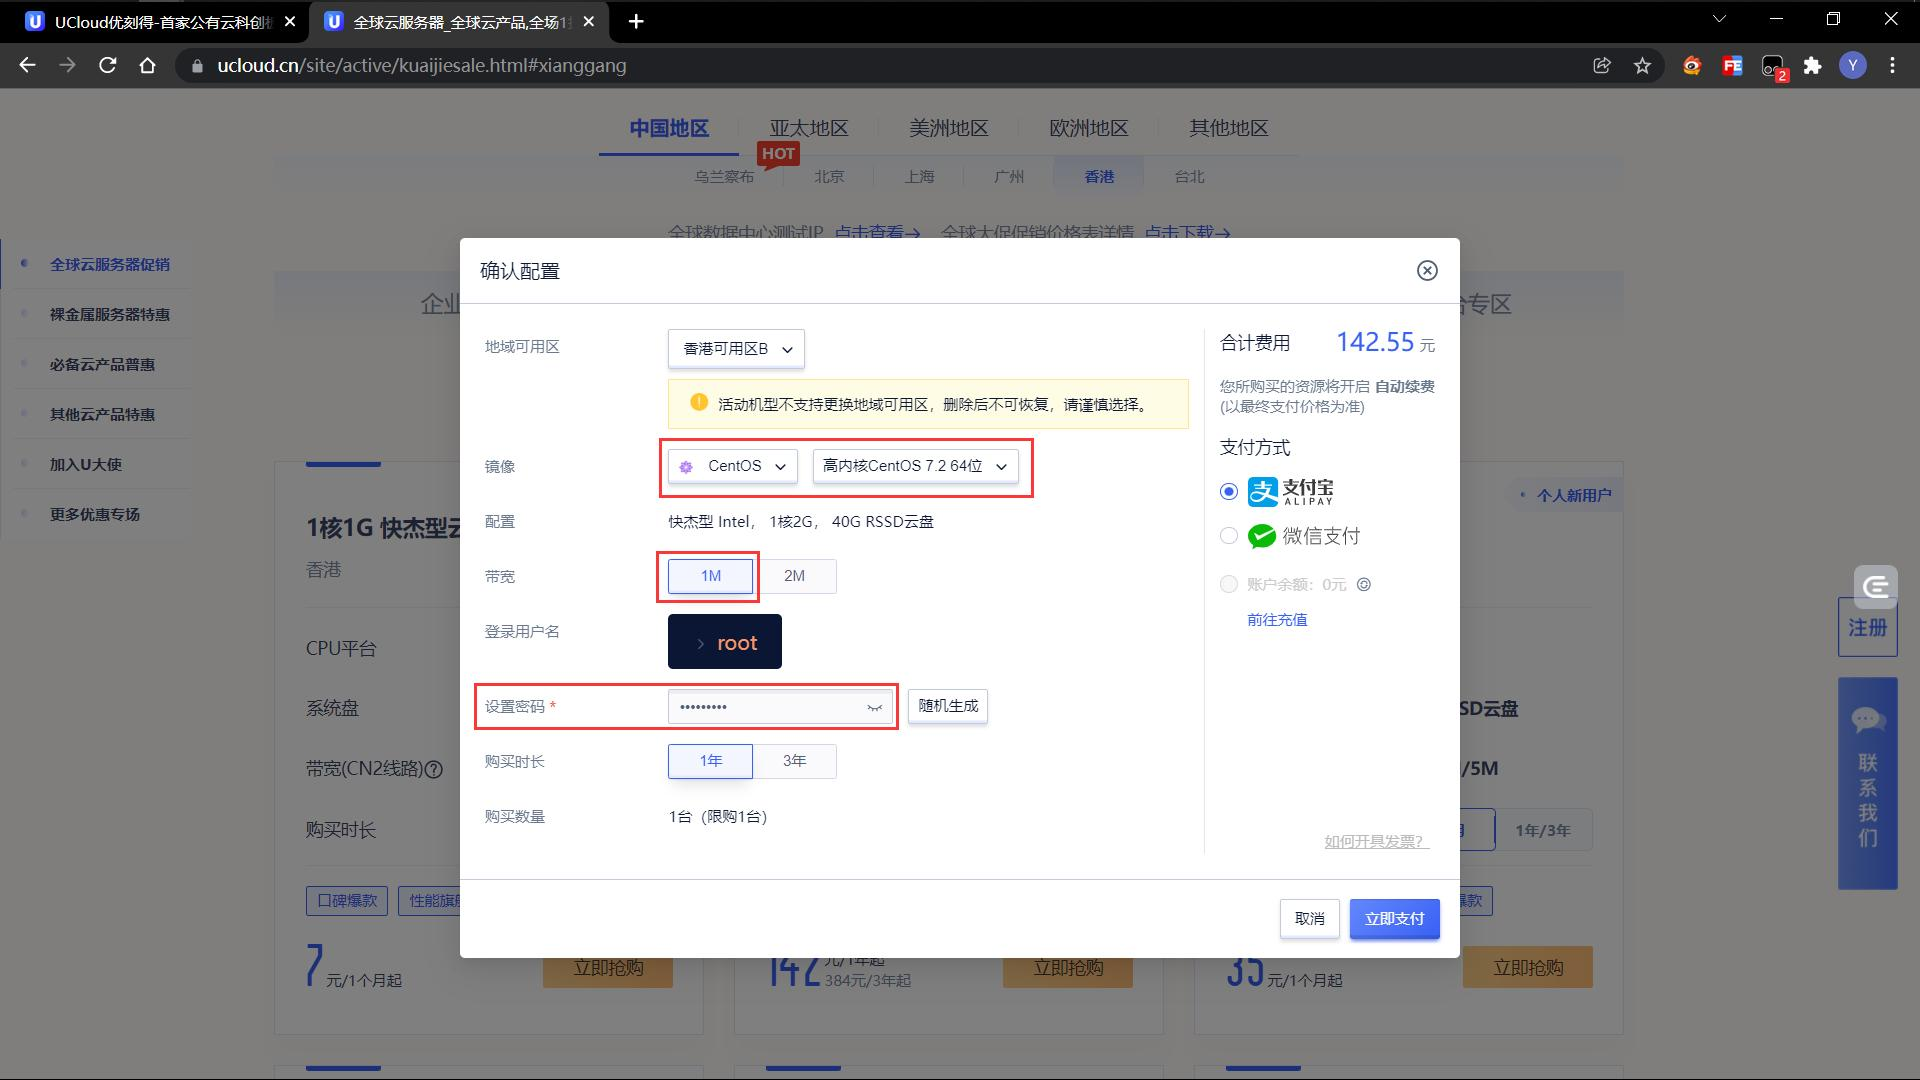 UCloud优刻得-首家公有云科创板
全球云服务器_全球云产品,全场1
ucloud.cn/site/active/kuaijiesale.html#xianggang
FE
2
Y
中国地区
亚太地区
美洲地区
欧洲地区
其他地区
HOT
乌兰察布
北京
上海
广州
香港
台北
全球数据中心测试IP 点击查看→ 全球大促促销价格表详情 点击下载→
全球云服务器促销
裸金属服务器特惠
必备云产品普惠
其他云产品特惠
加入U大使
更多优惠专场
企业
专区
确认配置
地域可用区
香港可用区B
活动机型不支持更换地域可用区，删除后不可恢复，请谨慎选择。
镜像
CentOS
高内核CentOS 7.2 64位
配置
快杰型 Intel， 1核2G， 40G RSSD云盘
带宽
1M
2M
登录用户名
> root
设置密码 *
•••••••••
随机生成
购买时长
1年
3年
购买数量
1台（限购1台）
合计费用
142.55 元
您所购买的资源将开启 自动续费
(以最终支付价格为准)
支付方式
支付宝
ALIPAY
微信支付
账户余额：0元
前往充值
如何开具发票？
取消
立即支付
1核1G 快杰型云
香港
CPU平台
系统盘
带宽(CN2线路)
购买时长
口碑爆款
性能旗舰
7 元/1个月起
立即抢购
142 元/1年起
384元/3年起
立即抢购
个人新用户
SD云盘
/5M
月
1年/3年
爆款
35 元/1个月起
立即抢购
注册
联系我们